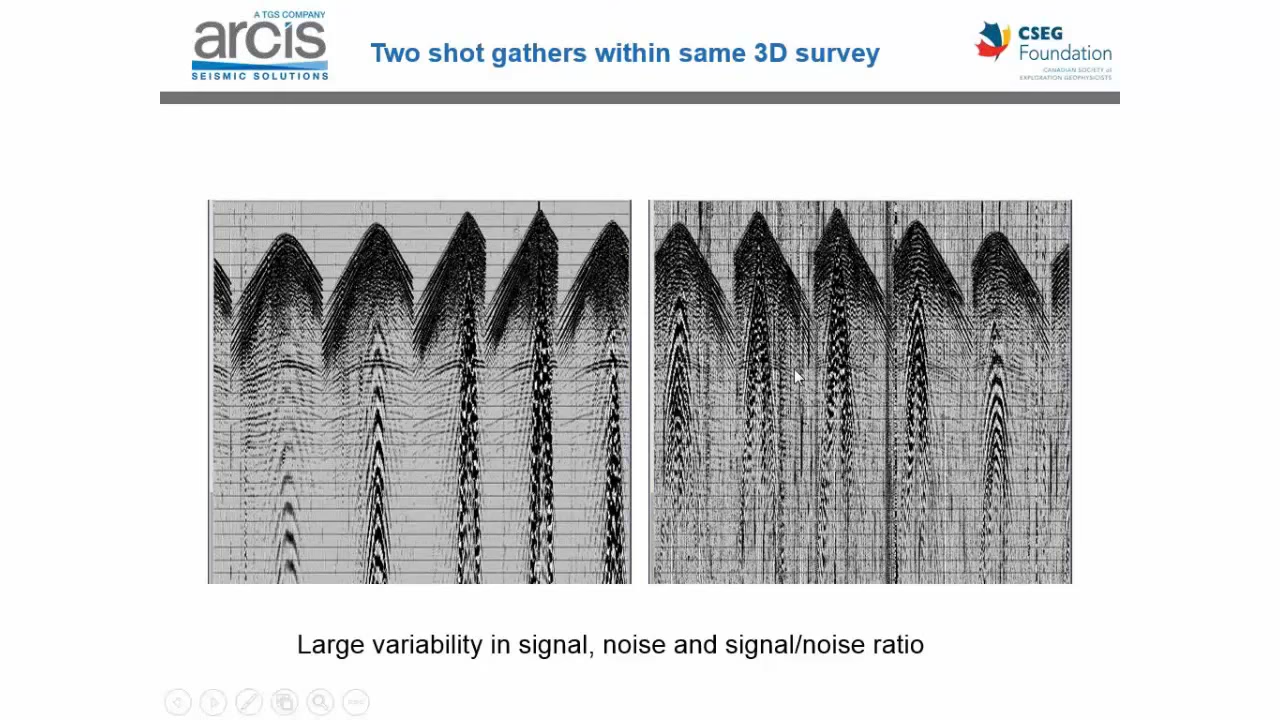 A TGS COMPANY
arcis
SEISMIC SOLUTIONS
Two shot gathers within same 3D survey
CSEG
Foundation
CANADIAN SOCIETY of
EXPLORATION GEOPHYSICISTS
Large variability in signal, noise and signal/noise ratio